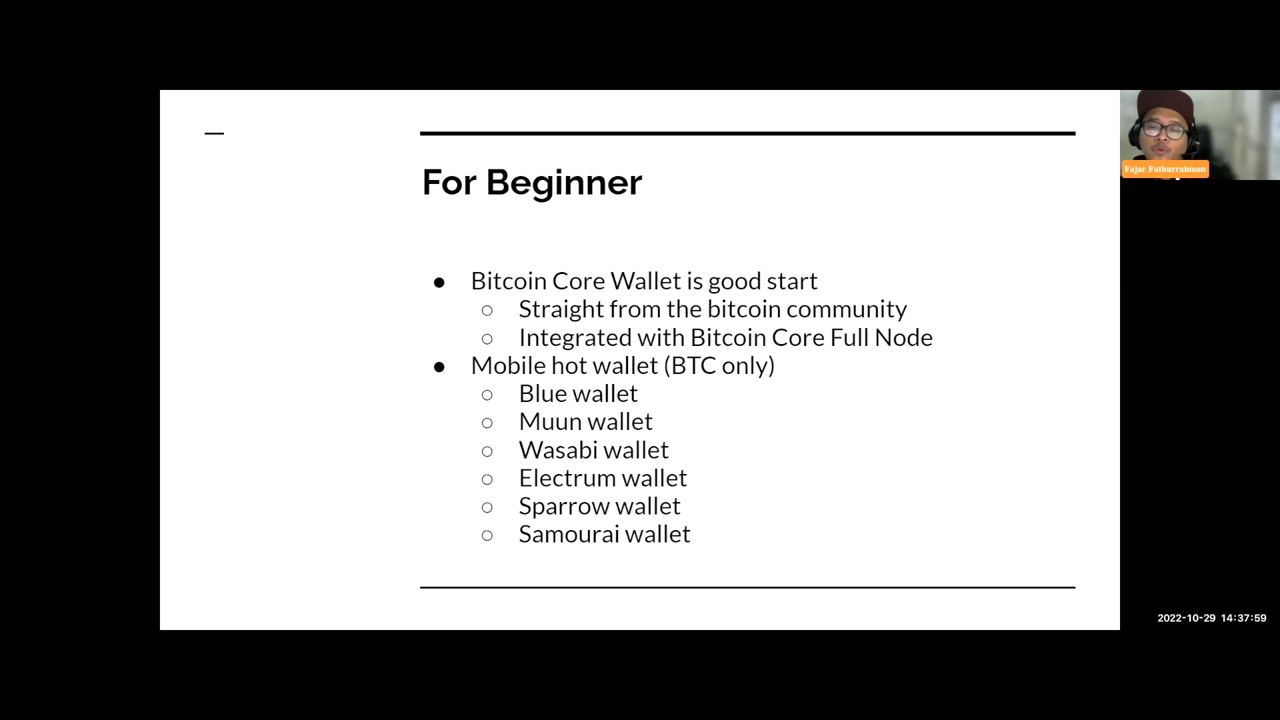 For Beginner
● Bitcoin Core Wallet is good start
○ Straight from the bitcoin community
○ Integrated with Bitcoin Core Full Node
● Mobile hot wallet (BTC only)
○ Blue wallet
○ Muun wallet
○ Wasabi wallet
○ Electrum wallet
○ Sparrow wallet
○ Samourai wallet
Fajar Fathurrahman
2022-10-29 14:37:59